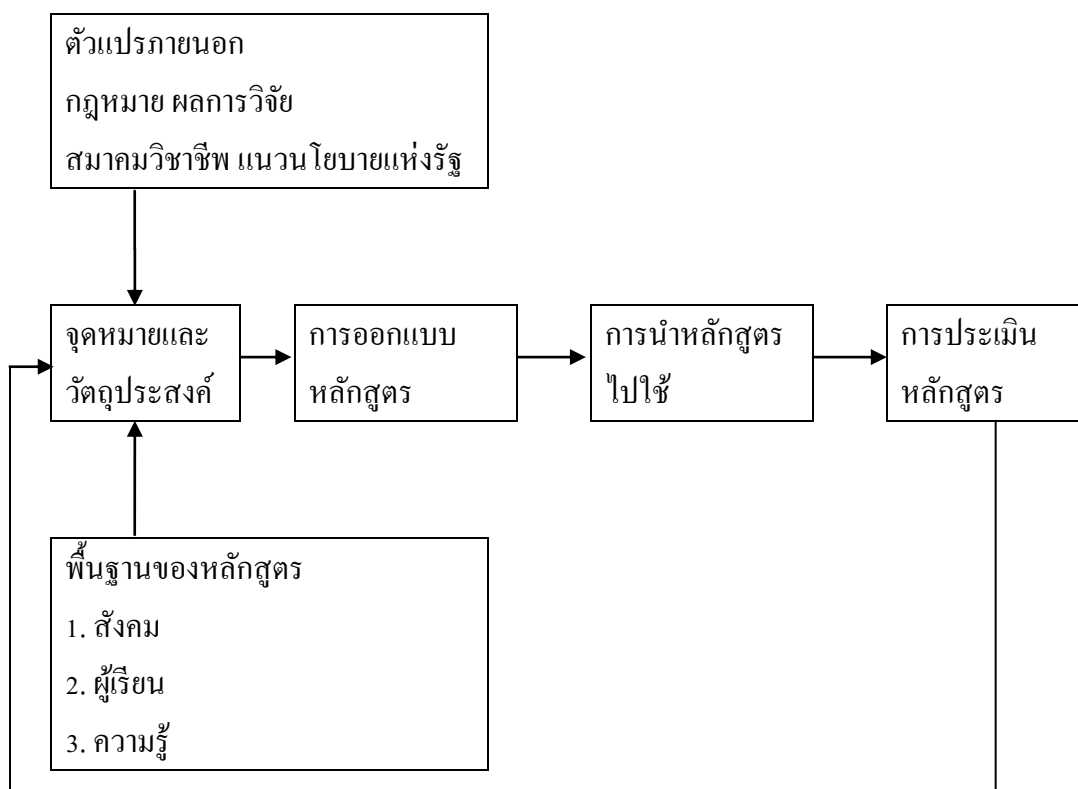 ตัวแปรภายนอก
กฎหมาย ผลการวิจัย
สมาคมวิชาชีพ แนวนโยบายแห่งรัฐ
จุดหมายและ
วัตถุประสงค์
การออกแบบ
หลักสูตร
การนำหลักสูตร
ไปใช้
การประเมิน
หลักสูตร
พื้นฐานของหลักสูตร
1. สังคม
2. ผู้เรียน
3. ความรู้